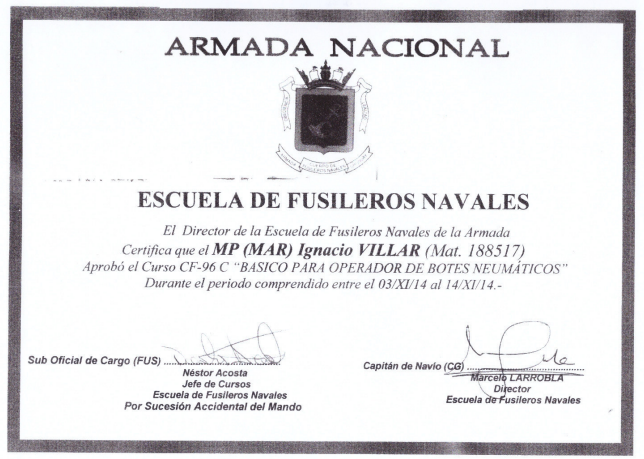 ARMADA NACIONAL
ESCUELA DE FUSILEROS NAVALES
El Director de la Escuela de Fusileros Navales de la Armada
Certifica que el MP (MAR) Ignacio VILLAR (Mat. 188517)
Aprobó el Curso CF-96 C "BASICO PARA OPERADOR DE BOTES NEUMÁTICOS"
Durante el periodo comprendido entre el 03/XI/14 al 14/XI/14.-
Sub Oficial de Cargo (FUS)
Néstor Acosta
Jefe de Cursos
Escuela de Fusileros Navales
Por Sucesión Accidental del Mando
Capitán de Navío (CG)
Marcelo LARROBLA
Director
Escuela de Fusileros Navales